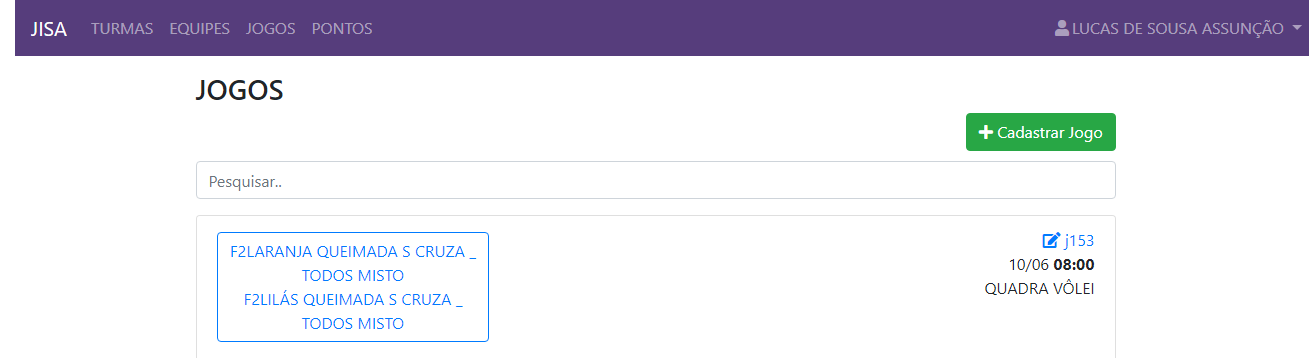 JISA TURMAS EQUIPES JOGOS PONTOS LUCAS DE SOUSA ASSUNÇÃO
JOGOS
Cadastrar Jogo
Pesquisar..
F2LARANJA QUEIMADA S CRUZA _
TODOS MISTO
F2LILÁS QUEIMADA S CRUZA _
TODOS MISTO
j153
10/06 08:00
QUADRA VÔLEI